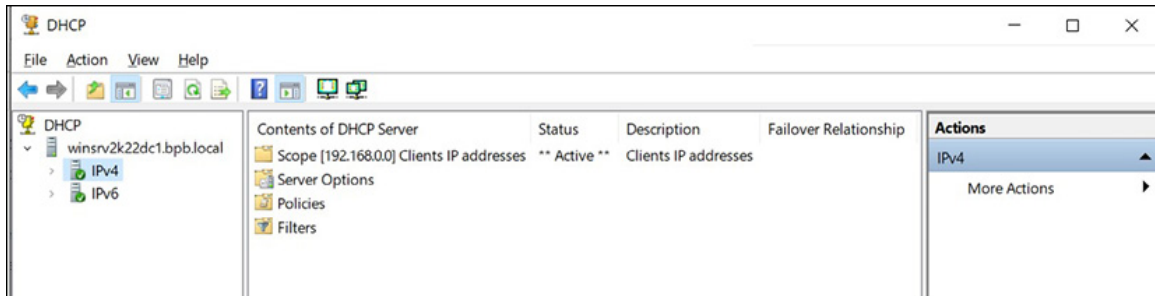 DHCP
File Action View Help
DHCP
winsrv2k22dc1.bpb.local
IPv4
IPv6
Contents of DHCP Server Status Description Failover Relationship
Scope [192.168.0.0] Clients IP addresses ** Active ** Clients IP addresses
Server Options
Policies
Filters
Actions
IPv4
More Actions